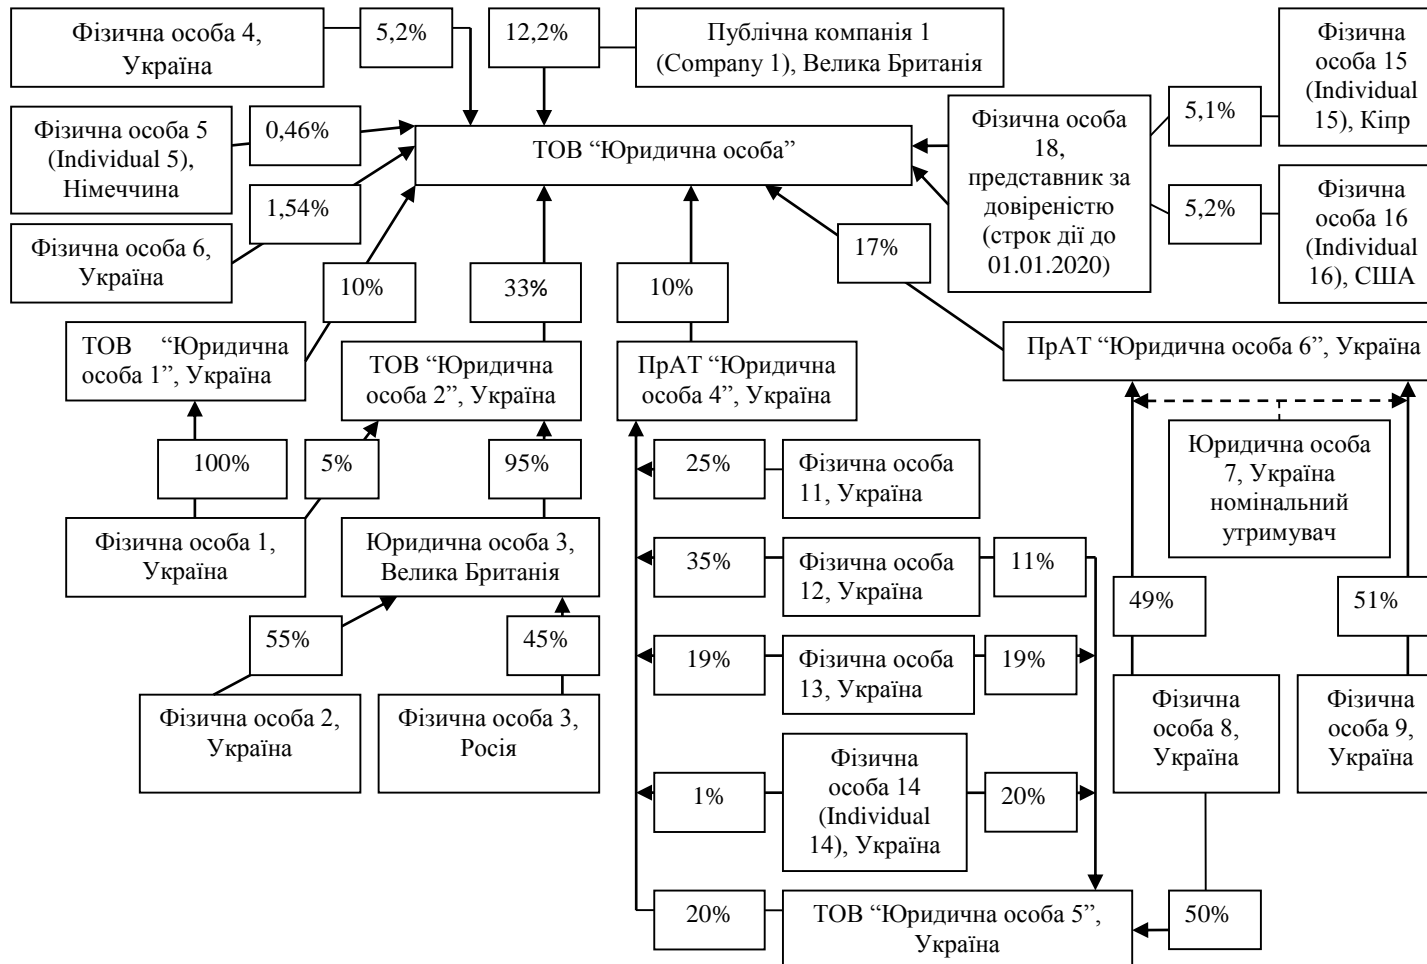 Фізична особа 4,
Україна
5,2%
12,2%
Публічна компанія 1
(Company 1), Велика Британія
Фізична
особа 15
(Individual
15), Кіпр
5,1%
Фізична особа 5
(Individual 5),
Німеччина
0,46%
ТОВ “Юридична особа”
Фізична особа
18,
представник за
довіреністю
(строк дії до
01.01.2020)
5,2%
Фізична
особа 16
(Individual
16), США
1,54%
Фізична особа 6,
Україна
10%
33%
10%
17%
ТОВ “Юридична
особа 1”, Україна
ТОВ “Юридична
особа 2”, Україна
ПрАТ “Юридична
особа 4”, Україна
ПрАТ “Юридична особа 6”, Україна
100%
5%
95%
25%
Фізична особа
11, Україна
Юридична особа
7, Україна
номінальний
утримувач
Фізична особа 1,
Україна
Юридична особа 3,
Велика Британія
35%
Фізична особа
12, Україна
11%
49%
51%
55%
45%
19%
Фізична особа
13, Україна
19%
Фізична особа 2,
Україна
Фізична особа 3,
Росія
Фізична
особа 8,
Україна
Фізична
особа 9,
Україна
1%
Фізична
особа 14
(Individual
14), Україна
20%
20%
ТОВ “Юридична особа 5”,
Україна
50%